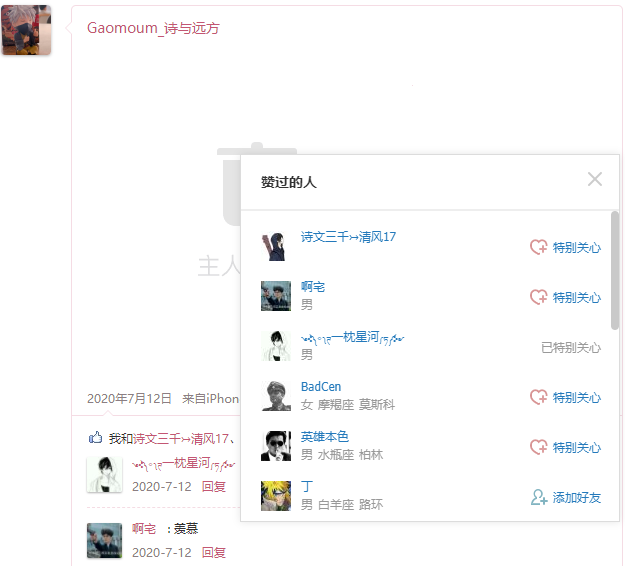 Gaomoum_诗与远方
主人
2020年7月12日 来自iPhon
我和诗文三千↣清风17、
一枕星河
2020-7-12 回复
啊宅 : 羡慕
2020-7-12 回复
赞过的人
诗文三千↣清风17
特别关心
啊宅
男
特别关心
一枕星河
男
已特别关心
BadCen
女 摩羯座 莫斯科
特别关心
英雄本色
男 水瓶座 柏林
特别关心
丁
男 白羊座 路环
添加好友